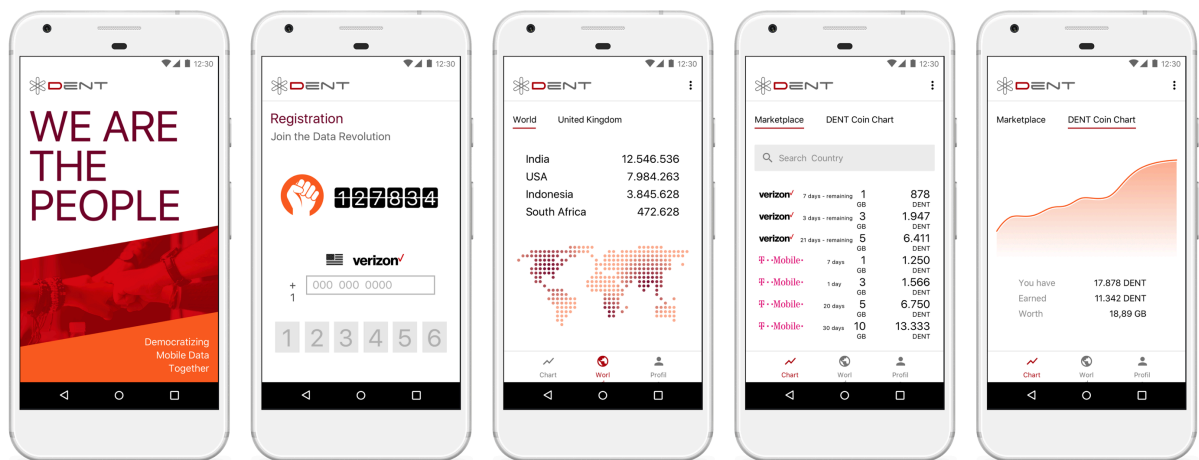 12:30
DENT
WE ARE
THE
PEOPLE
Democratizing
Mobile Data
Together
12:30
DENT
Registration
Join the Data Revolution
127834
verizon
+
1
000 000 0000
1 2 3 4 5 6
12:30
DENT
World United Kingdom
India 12.546.536
USA 7.984.263
Indonesia 3.845.628
South Africa 472.628
Chart Worl Profil
12:30
DENT
Marketplace DENT Coin Chart
Search Country
verizon 7 days - remaining 1 GB 878 DENT
verizon 3 days - remaining 3 GB 1.947 DENT
verizon 21 days - remaining 5 GB 6.411 DENT
T··Mobile· 7 days 1 GB 1.250 DENT
T··Mobile· 1 day 3 GB 1.566 DENT
T··Mobile· 20 days 5 GB 6.750 DENT
T··Mobile· 30 days 10 GB 13.333 DENT
Chart Worl Profil
12:30
DENT
Marketplace DENT Coin Chart
You have 17.878 DENT
Earned 11.342 DENT
Worth 18,89 GB
Chart Worl Profil